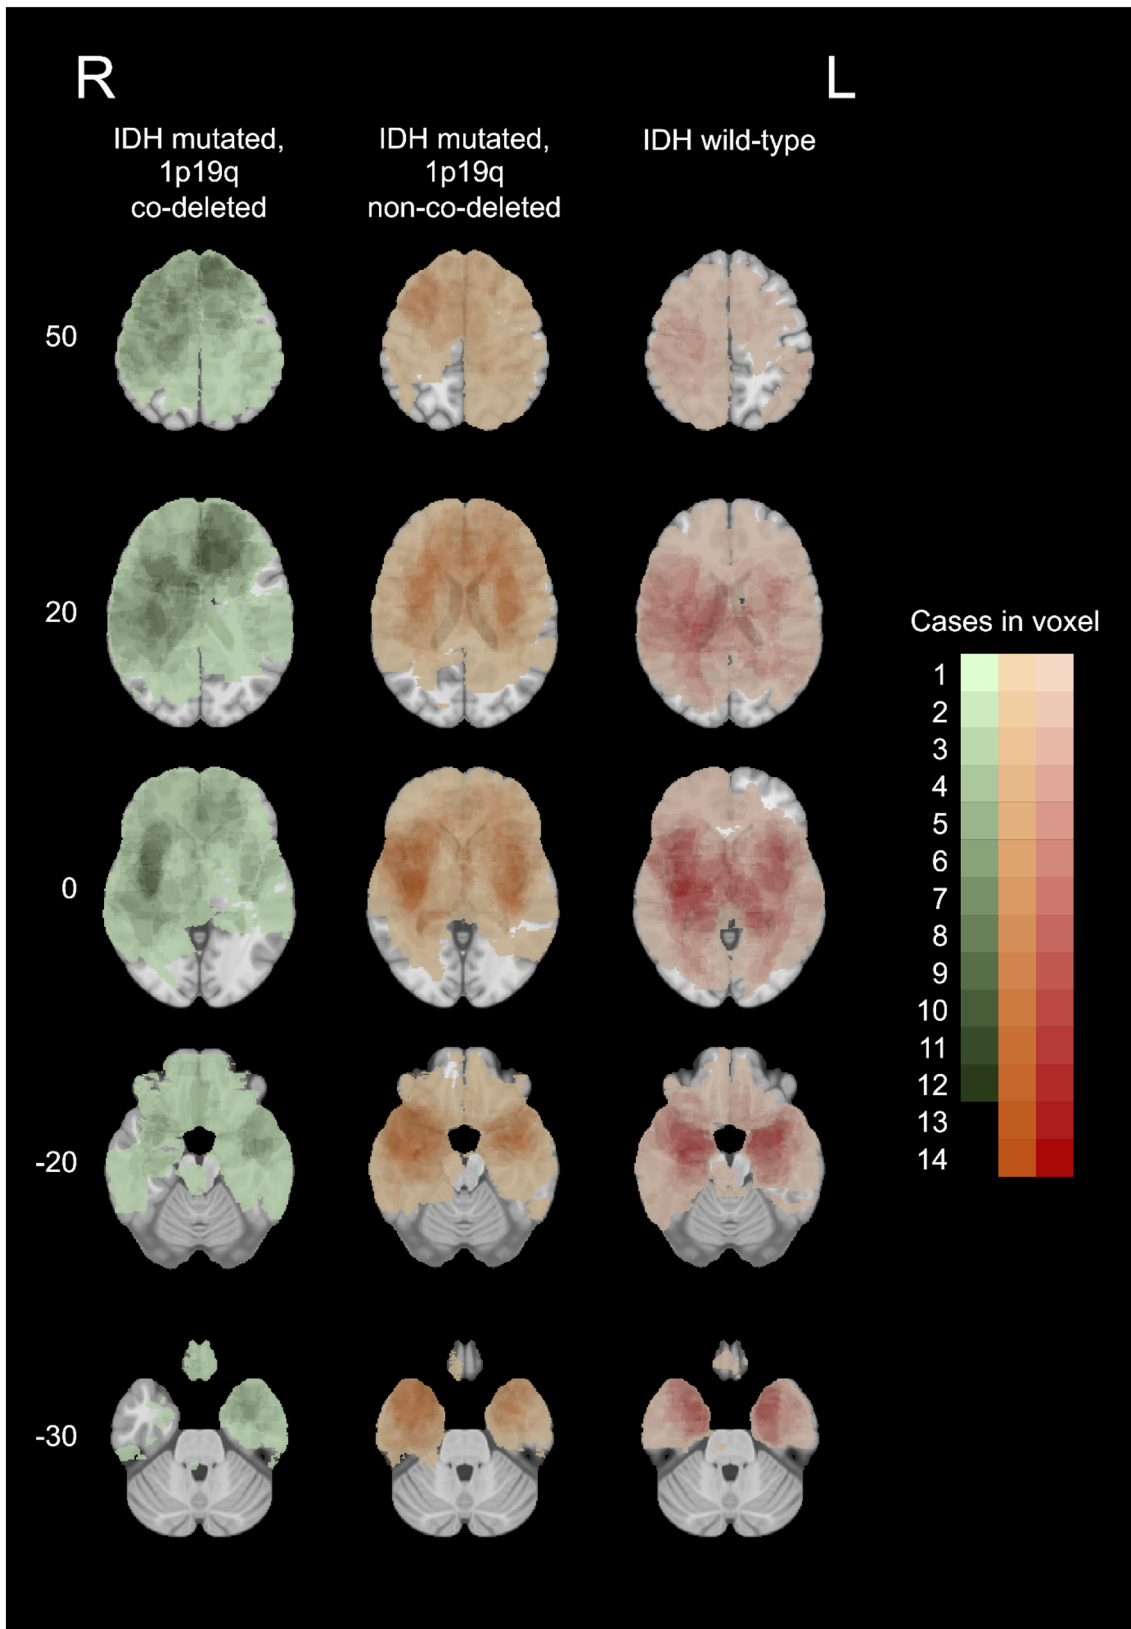 R
L
IDH mutated,
1p19q
co-deleted
IDH mutated,
1p19q
non-co-deleted
IDH wild-type
50
20
0
-20
-30
Cases in voxel
1
2
3
4
5
6
7
8
9
10
11
12
13
14